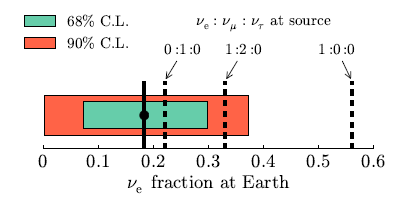 68% C.L.
90% C.L.
νe : νμ : ντ at source
0:1:0
1:2:0
1:0:0
0 0.1 0.2 0.3 0.4 0.5 0.6
νe fraction at Earth